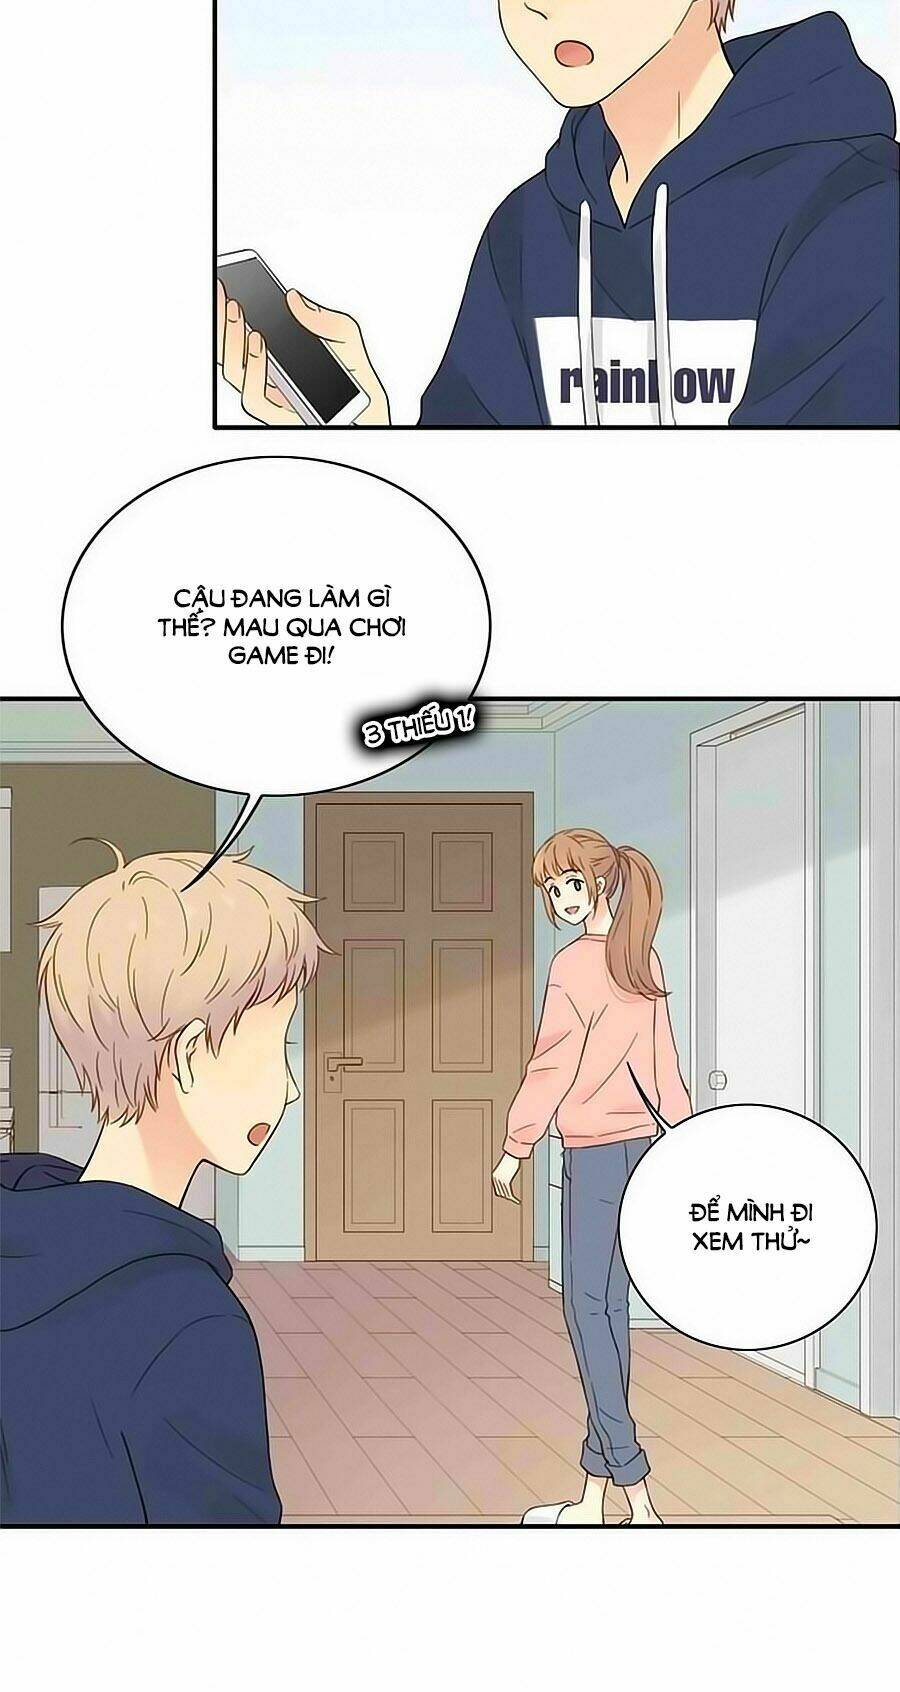 rainbow
CẬU ĐANG LÀM GÌ
THẾ? MAU QUA CHƠI
GAME ĐI!
3 THIẾU 1!
ĐỂ MÌNH ĐI
XEM THỬ~